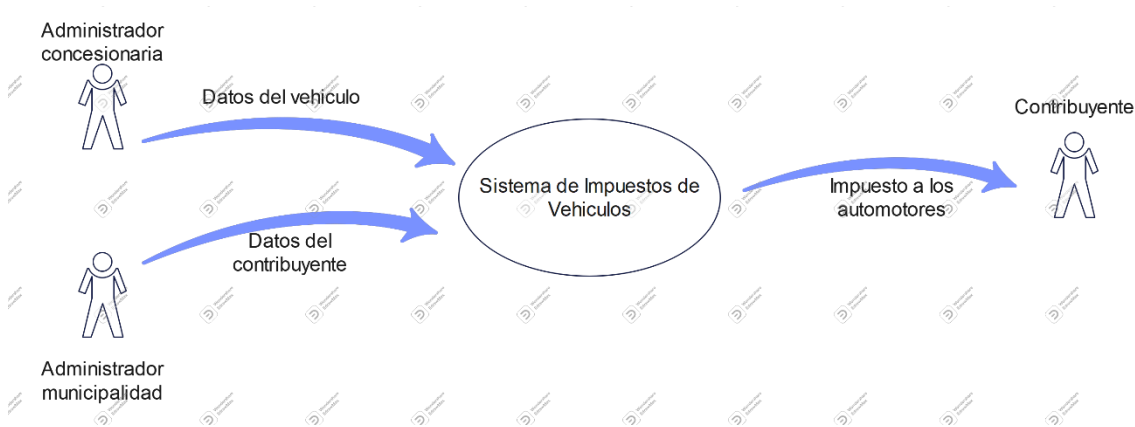 Administrador
concesionaria
Datos del vehiculo
Contribuyente
Sistema de Impuestos de
Vehiculos
Impuesto a los
automotores
Datos del
contribuyente
Administrador
municipalidad